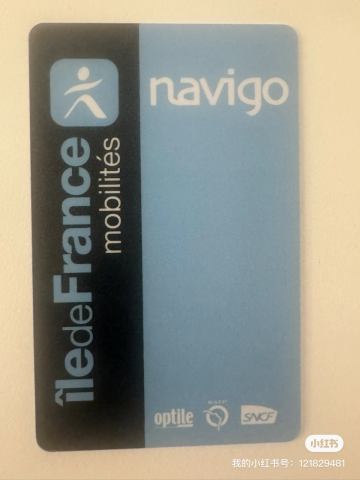 navigo
îledeFrance
mobilités
optile
RATP
SNCF
小红书
我的小红书号：121829481